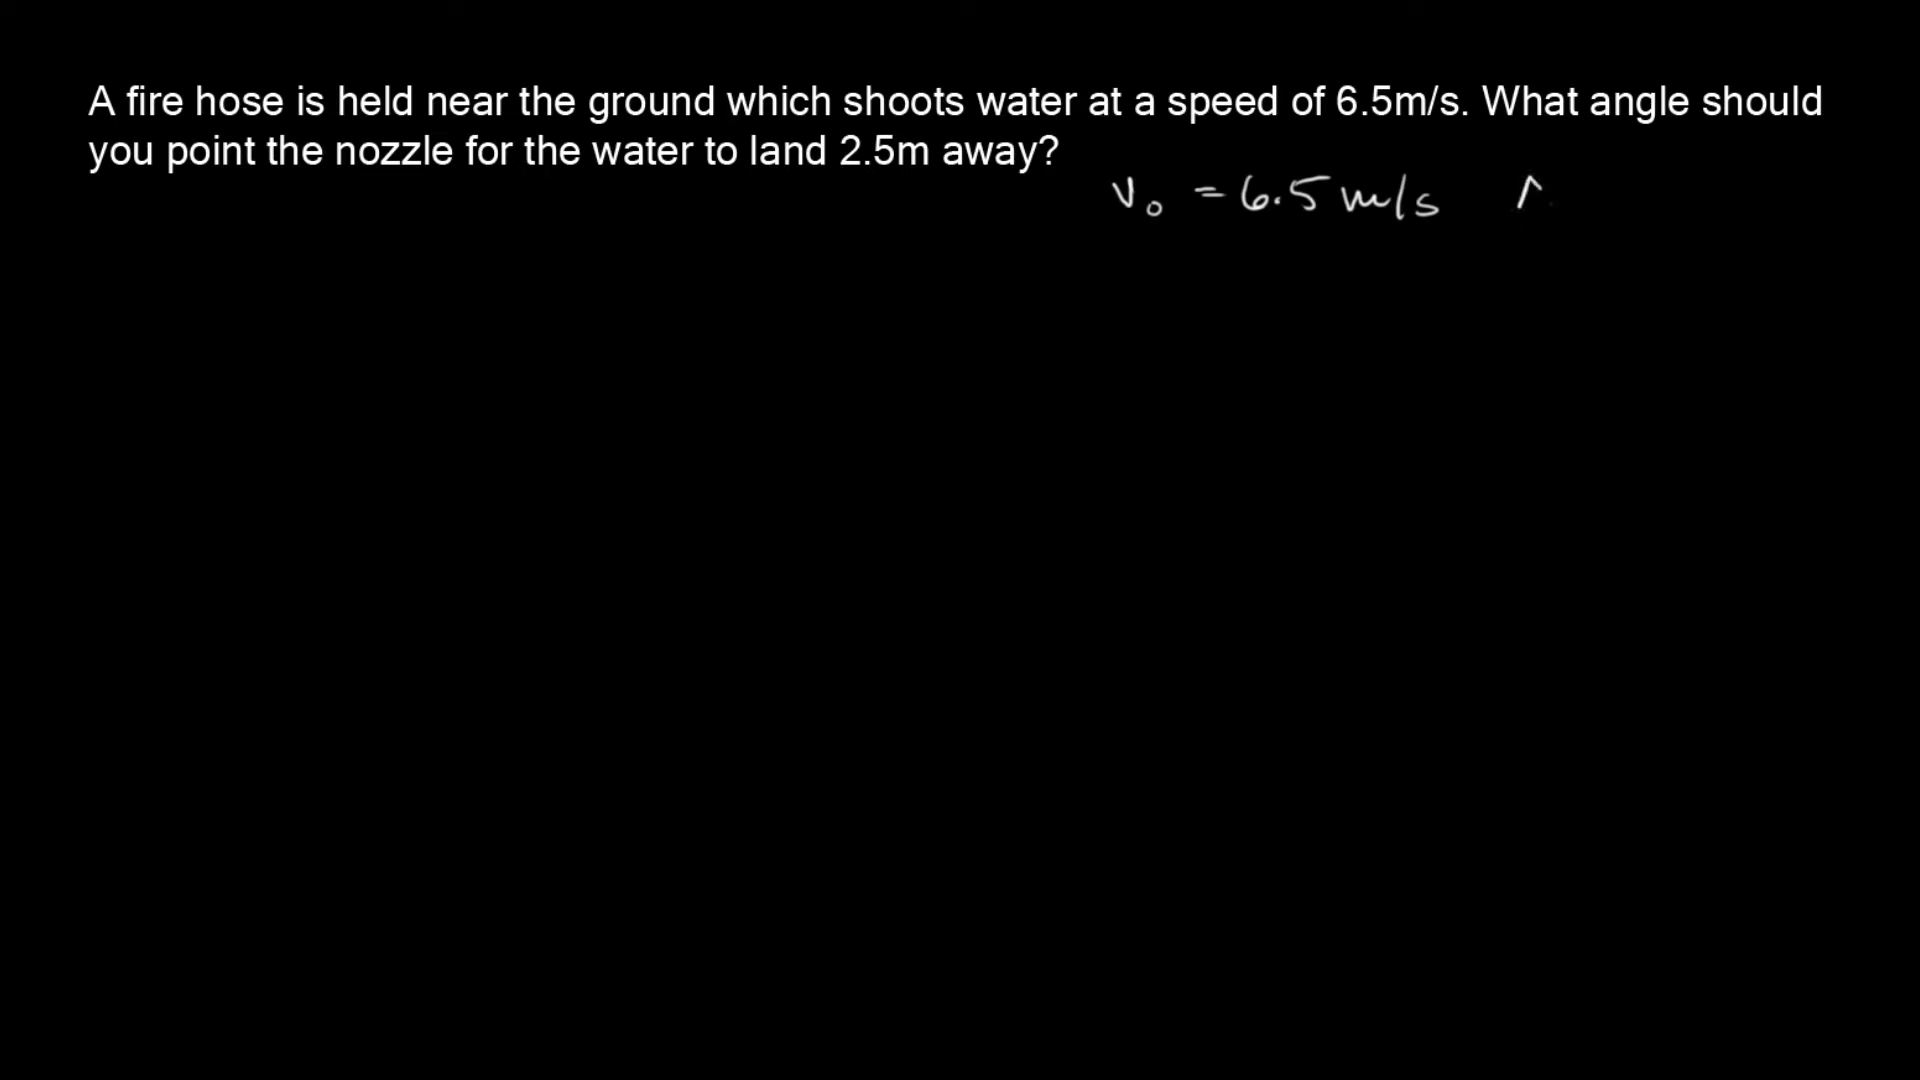 A fire hose is held near the ground which shoots water at a speed of 6.5m/s. What angle should
you point the nozzle for the water to land 2.5m away?
v₀ = 6.5 m/s